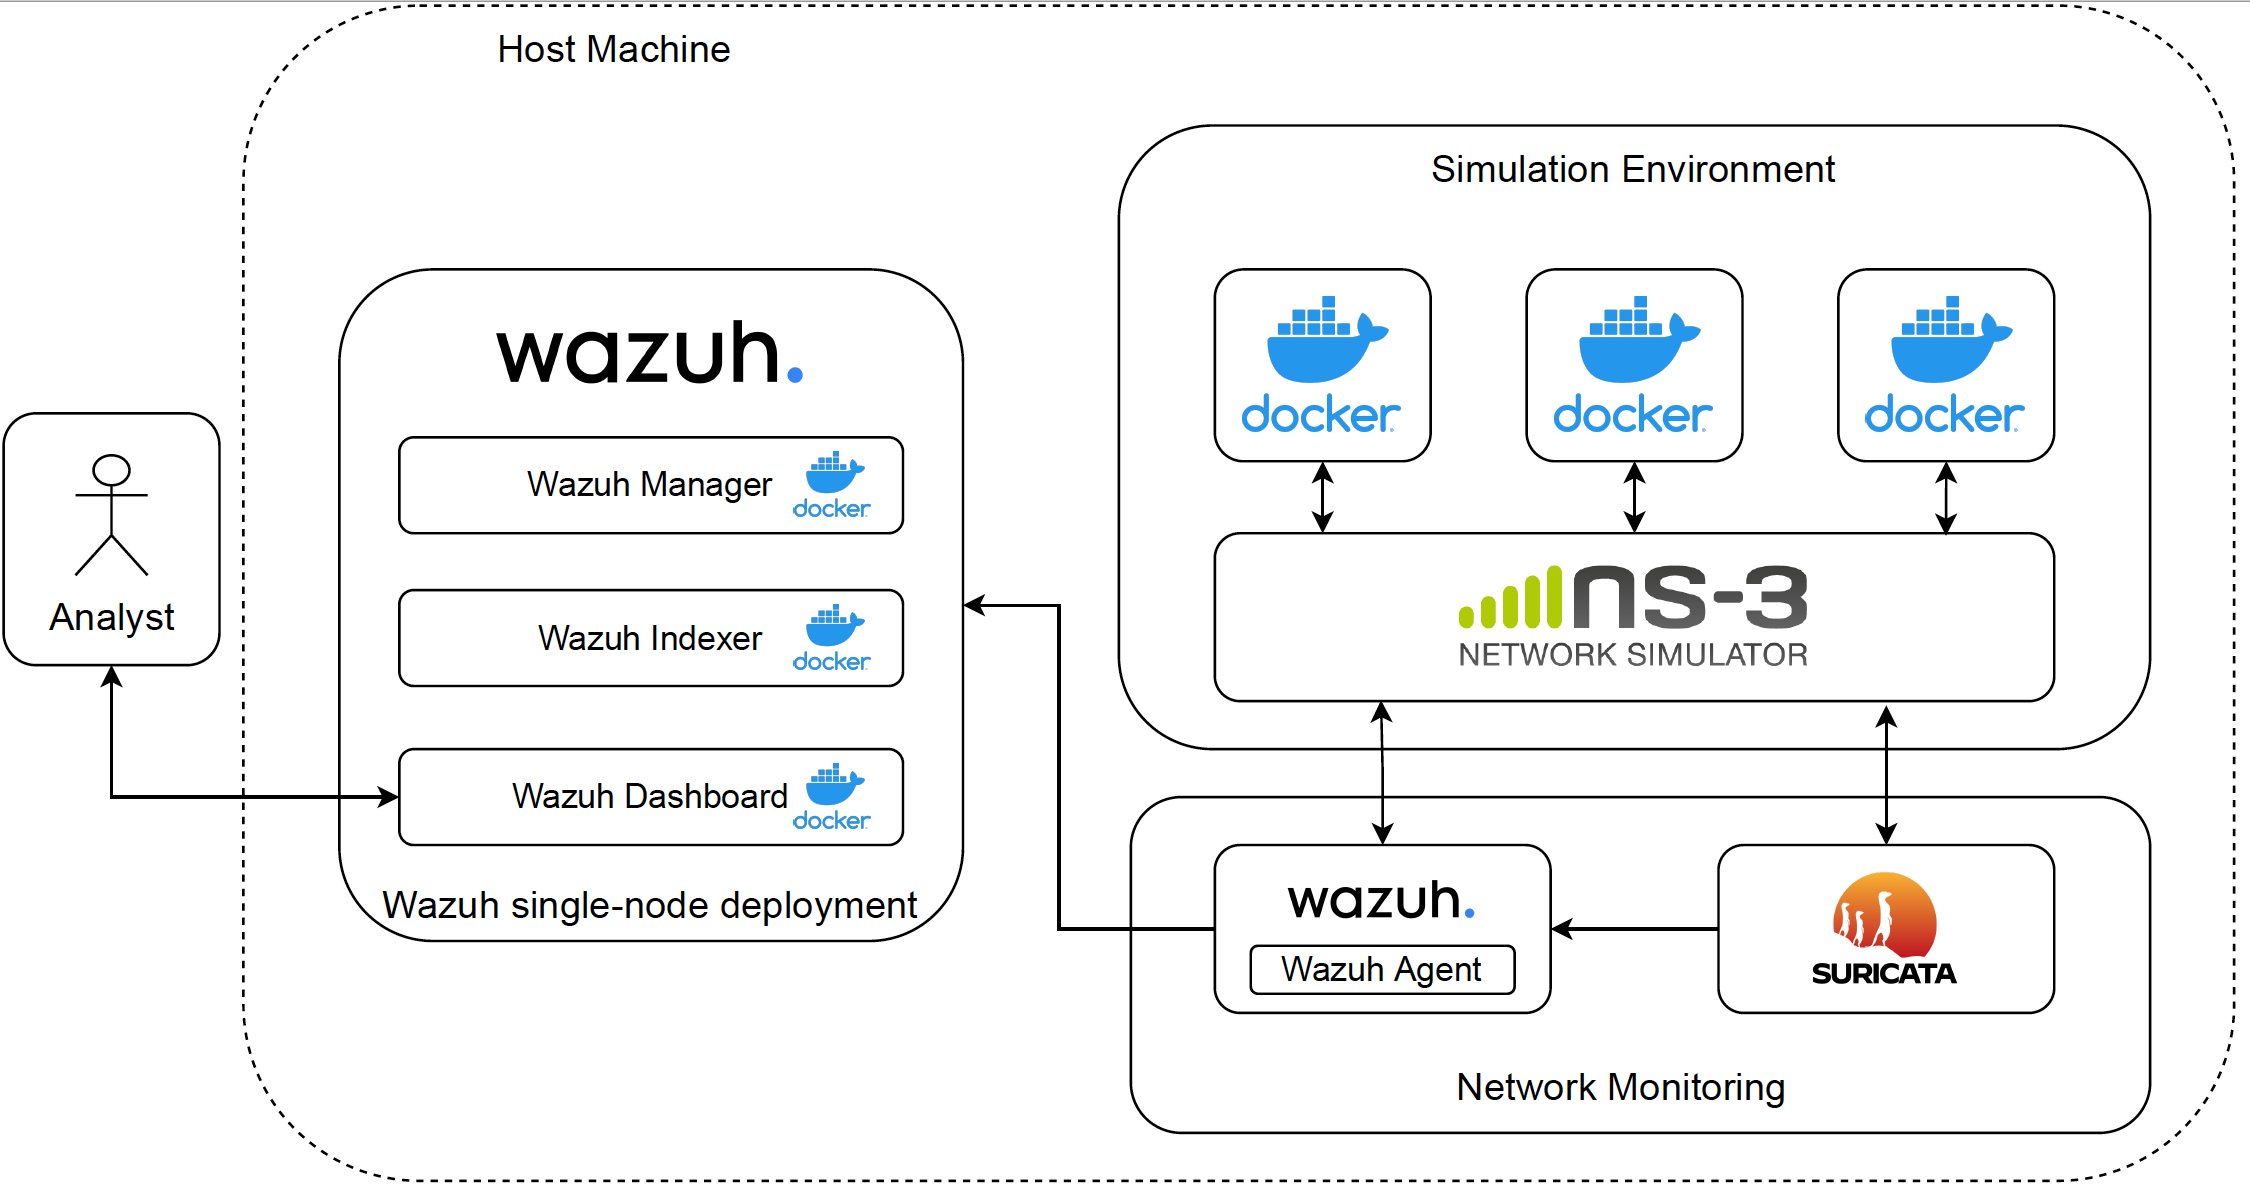 Host Machine
Simulation Environment
docker
docker
docker
wazuh.
Wazuh Manager
docker
Wazuh Indexer
docker
Wazuh Dashboard
docker
Wazuh single-node deployment
Analyst
ns-3
NETWORK SIMULATOR
wazuh.
Wazuh Agent
SURICATA
Network Monitoring